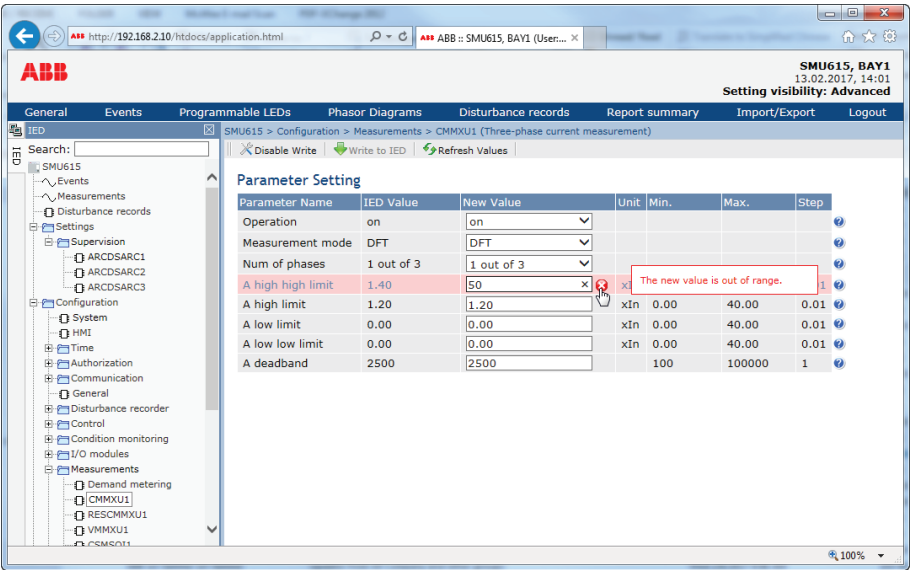 http://192.168.2.10/htdocs/application.html
ABB ABB :: SMU615, BAY1 (User:...
ABB
SMU615, BAY1
13.02.2017, 14:01
Setting visibility: Advanced
General Events Programmable LEDs Phasor Diagrams Disturbance records Report summary Import/Export Logout
IED
SMU615 > Configuration > Measurements > CMMXU1 (Three-phase current measurement)
IED
Search:
Disable Write Write to IED Refresh Values
SMU615
Events
Measurements
Disturbance records
Settings
Supervision
ARCDSARC1
ARCDSARC2
ARCDSARC3
Configuration
System
HMI
Time
Authorization
Communication
General
Disturbance recorder
Control
Condition monitoring
I/O modules
Measurements
Demand metering
CMMXU1
RESCMMXU1
VMMXU1
CSMSQI1
Parameter Setting
Parameter Name IED Value New Value Unit Min. Max. Step
Operation on on
Measurement mode DFT DFT
Num of phases 1 out of 3 1 out of 3
A high high limit 1.40 50
The new value is out of range.
A high limit 1.20 1.20 xIn 0.00 40.00 0.01
A low limit 0.00 0.00 xIn 0.00 40.00 0.01
A low low limit 0.00 0.00 xIn 0.00 40.00 0.01
A deadband 2500 2500 100 100000 1
100%